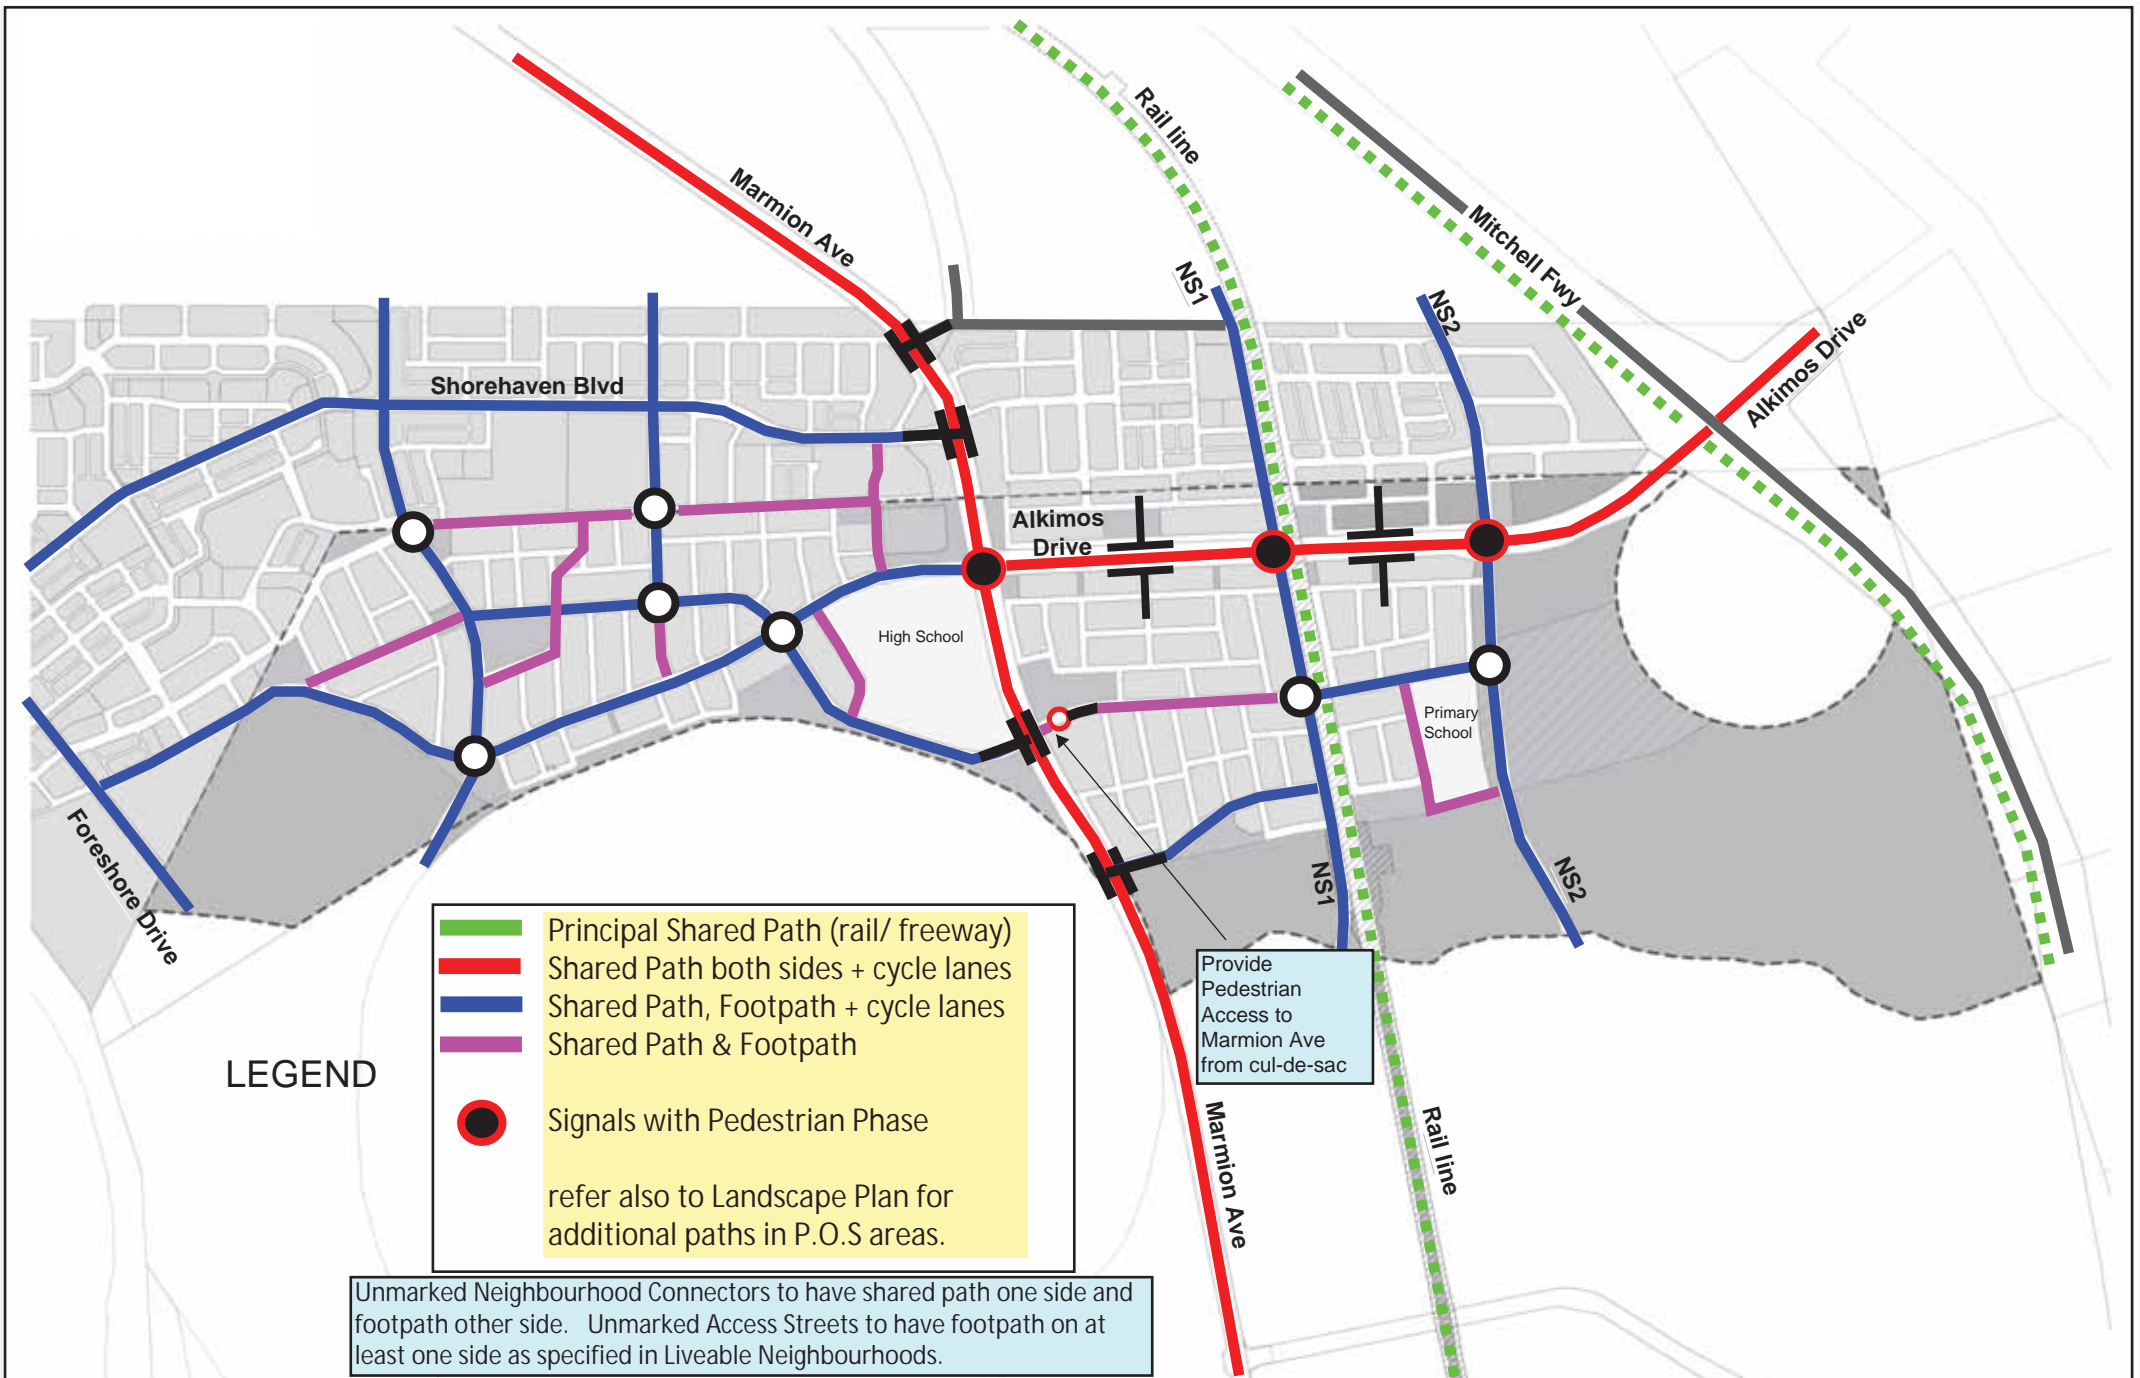 Rail line
Marmion Ave
Mitchell Fwy
NS1
NS2
Alkimos Drive
Shorehaven Blvd
Alkimos
Drive
High School
Primary
School
Foreshore Drive
NS1
NS2
Provide
Pedestrian
Access to
Marmion Ave
from cul-de-sac
Marmion Ave
Rail line
LEGEND
Principal Shared Path (rail/ freeway)
Shared Path both sides + cycle lanes
Shared Path, Footpath + cycle lanes
Shared Path & Footpath
Signals with Pedestrian Phase
refer also to Landscape Plan for
additional paths in P.O.S areas.
Unmarked Neighbourhood Connectors to have shared path one side and
footpath other side. Unmarked Access Streets to have footpath on at
least one side as specified in Liveable Neighbourhoods.